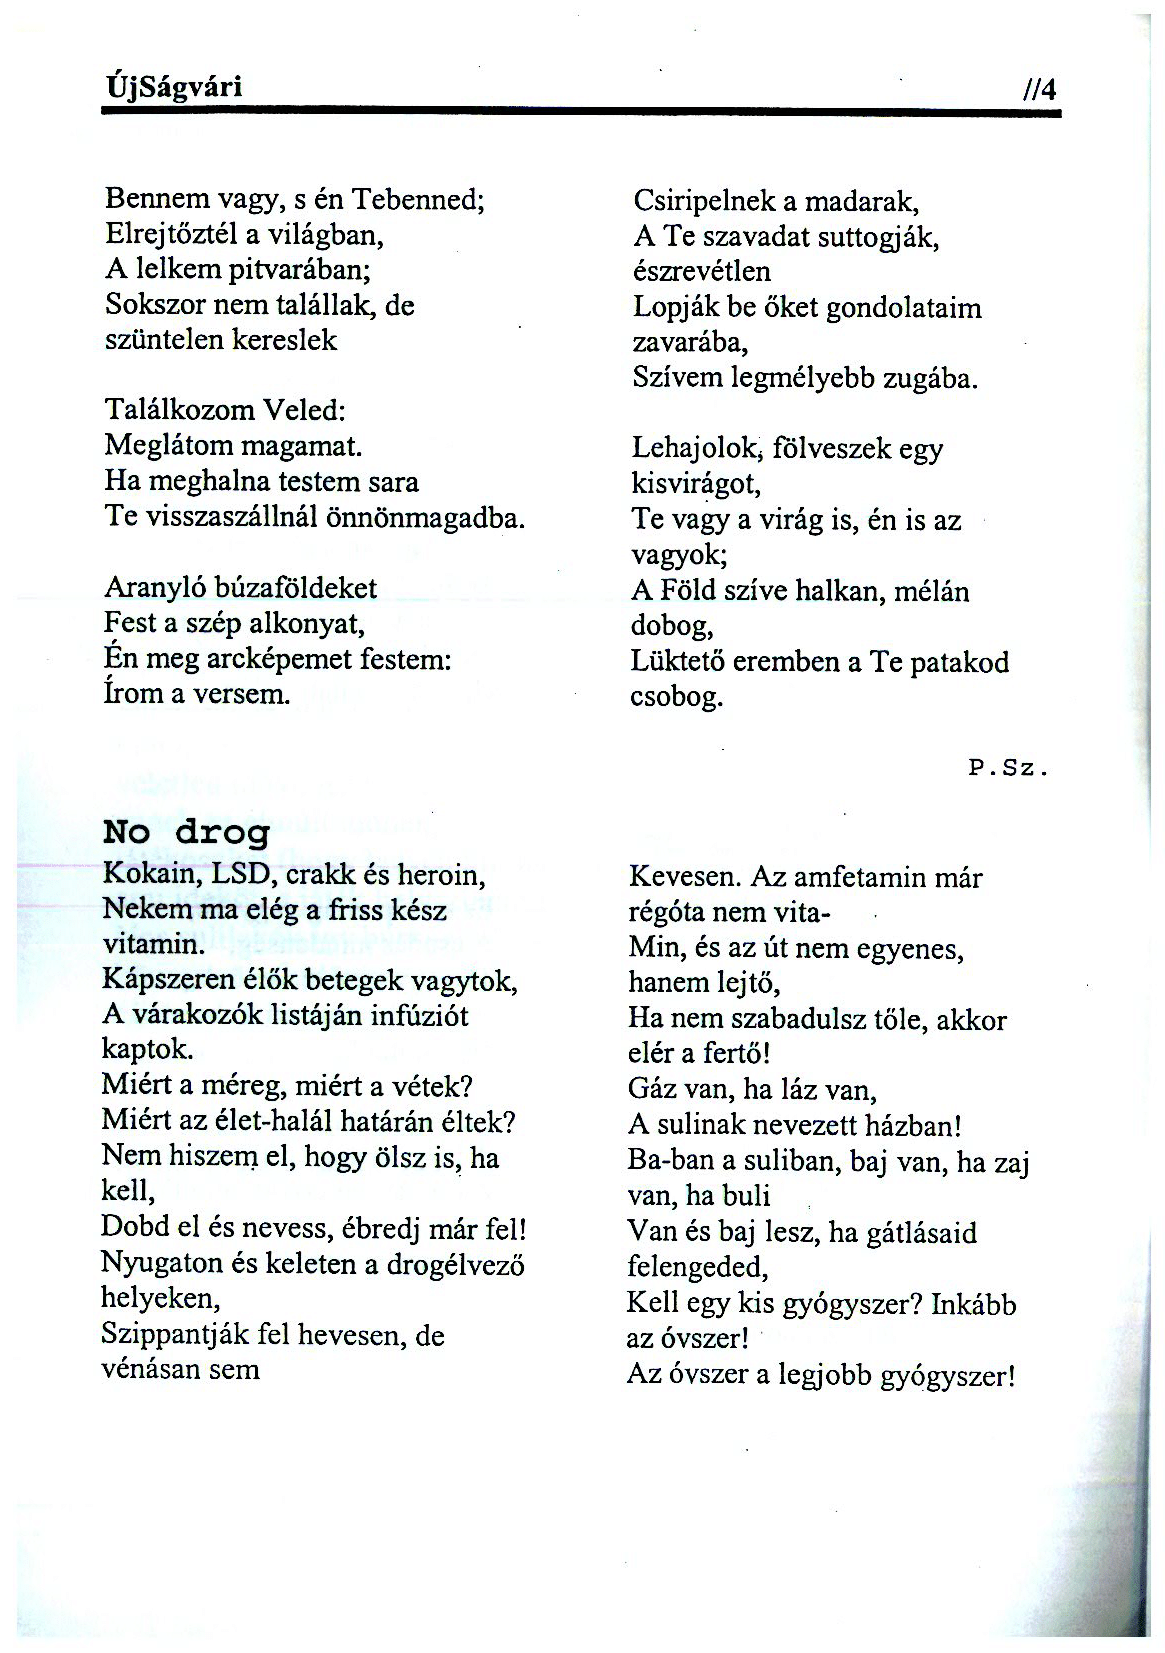 ÚjSágvári //4
Bennem vagy, s én Tebenned;
Elrejtőztél a világban,
A lelkem pitvarában;
Sokszor nem talállak, de
szüntelen kereslek
Találkozom Veled:
Meglátom magamat.
Ha meghalna testem sara
Te visszaszállnál önnönmagadba.
Aranyló búzaföldeket
Fest a szép alkonyat,
Én meg arcképemet festem:
Írom a versem.
Csiripelnek a madarak,
A Te szavadat suttogják,
észrevétlen
Lopják be őket gondolataim
zavarába,
Szívem legmélyebb zugába.
Lehajolok, fölveszek egy
kisvirágot,
Te vagy a virág is, én is az
vagyok;
A Föld szíve halkan, mélán
dobog,
Lüktető eremben a Te patakod
csobog.
P.Sz.
No drog
Kokain, LSD, crakk és heroin,
Nekem ma elég a friss kész
vitamin.
Kápszeren élők betegek vagytok,
A várakozók listáján infúziót
kaptok.
Miért a méreg, miért a vétek?
Miért az élet-halál határán éltek?
Nem hiszem el, hogy ölsz is, ha
kell,
Dobd el és nevess, ébredj már fel!
Nyugaton és keleten a drogélvező
helyeken,
Szippantják fel hevesen, de
vénásan sem
Kevesen. Az amfetamin már
régóta nem vita-
Min, és az út nem egyenes,
hanem lejtő,
Ha nem szabadulsz tőle, akkor
elér a fertő!
Gáz van, ha láz van,
A sulinak nevezett házban!
Ba-ban a suliban, baj van, ha zaj
van, ha buli
Van és baj lesz, ha gátlásaid
felengeded,
Kell egy kis gyógyszer? Inkább
az óvszer!
Az óvszer a legjobb gyógyszer!